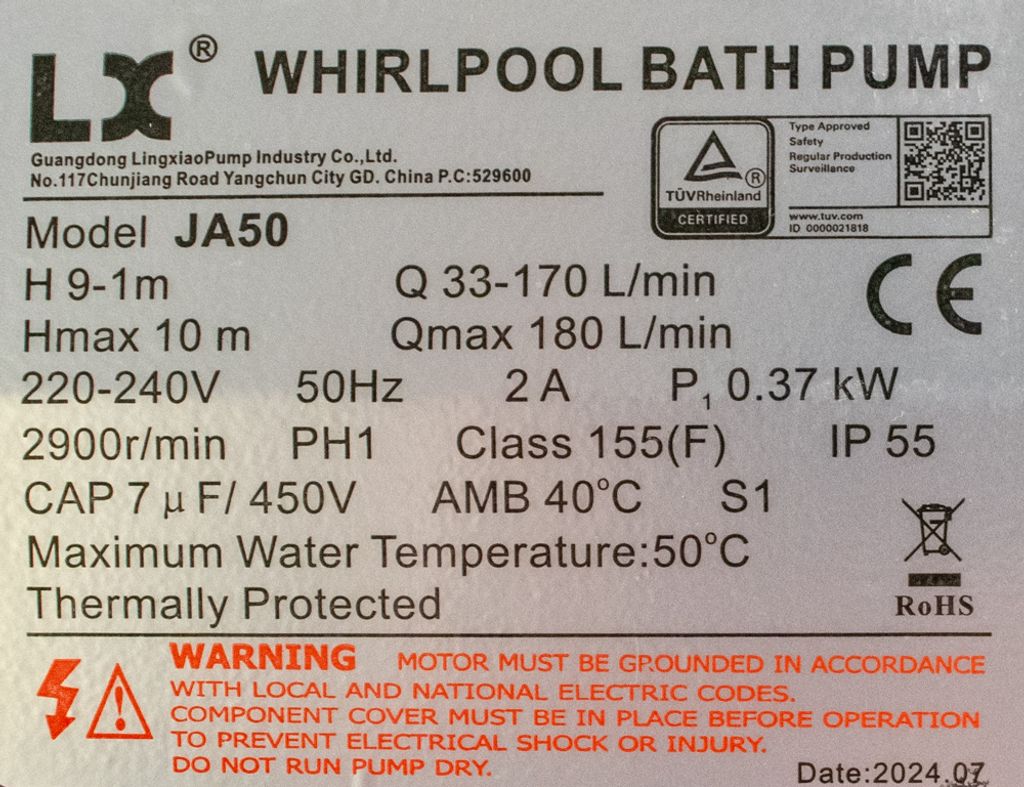 LX ® WHIRLPOOL BATH PUMP
Guangdong LingxiaoPump Industry Co.,Ltd.
No.117Chunjiang Road Yangchun City GD. China P.C:529600
Type Approved
Safety
Regular Production
Surveillance
®
TÜVRheinland
CERTIFIED
www.tuv.com
ID 0000021818
Model JA50
H 9-1m Q 33-170 L/min
CE
Hmax 10 m Qmax 180 L/min
220-240V 50Hz 2 A P₁ 0.37 kW
2900r/min PH1 Class 155(F) IP 55
CAP 7 μF/ 450V AMB 40°C S1
Maximum Water Temperature:50°C
Thermally Protected
RoHS
WARNING MOTOR MUST BE GROUNDED IN ACCORDANCE
WITH LOCAL AND NATIONAL ELECTRIC CODES.
COMPONENT COVER MUST BE IN PLACE BEFORE OPERATION
TO PREVENT ELECTRICAL SHOCK OR INJURY.
DO NOT RUN PUMP DRY.
Date:2024.07